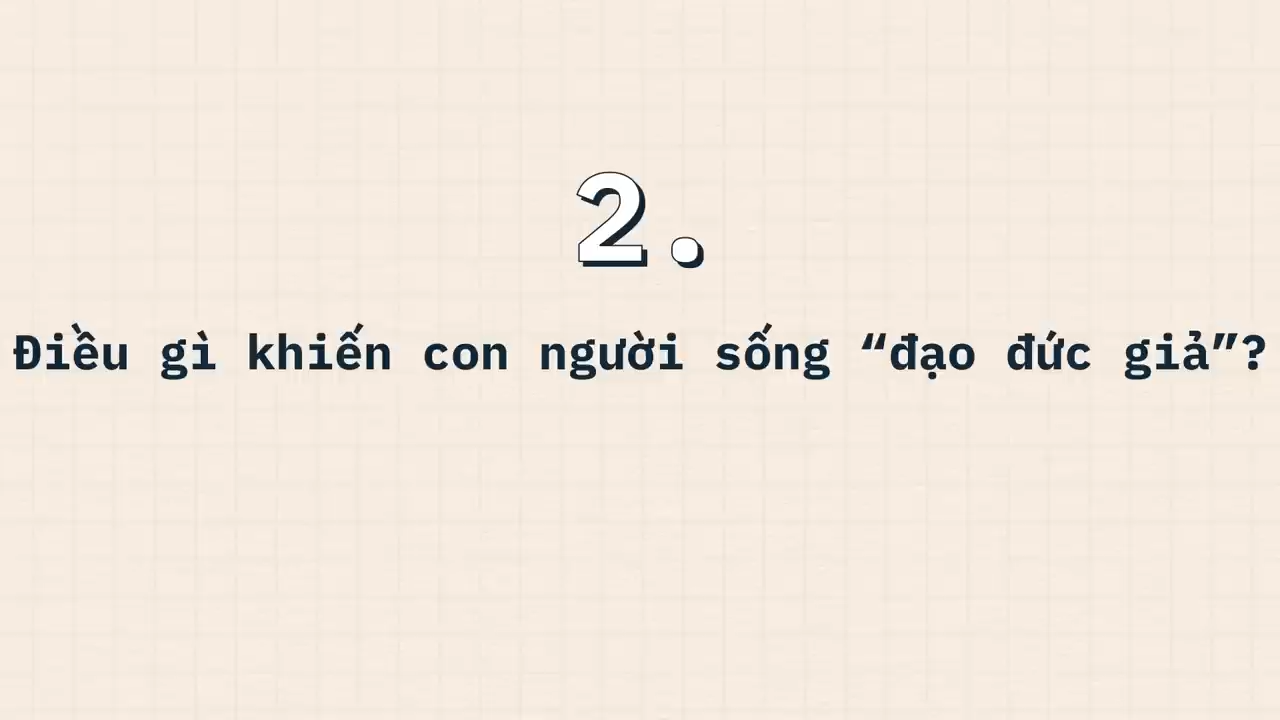 2.
Điều gì khiến con người sống “đạo đức giả”?